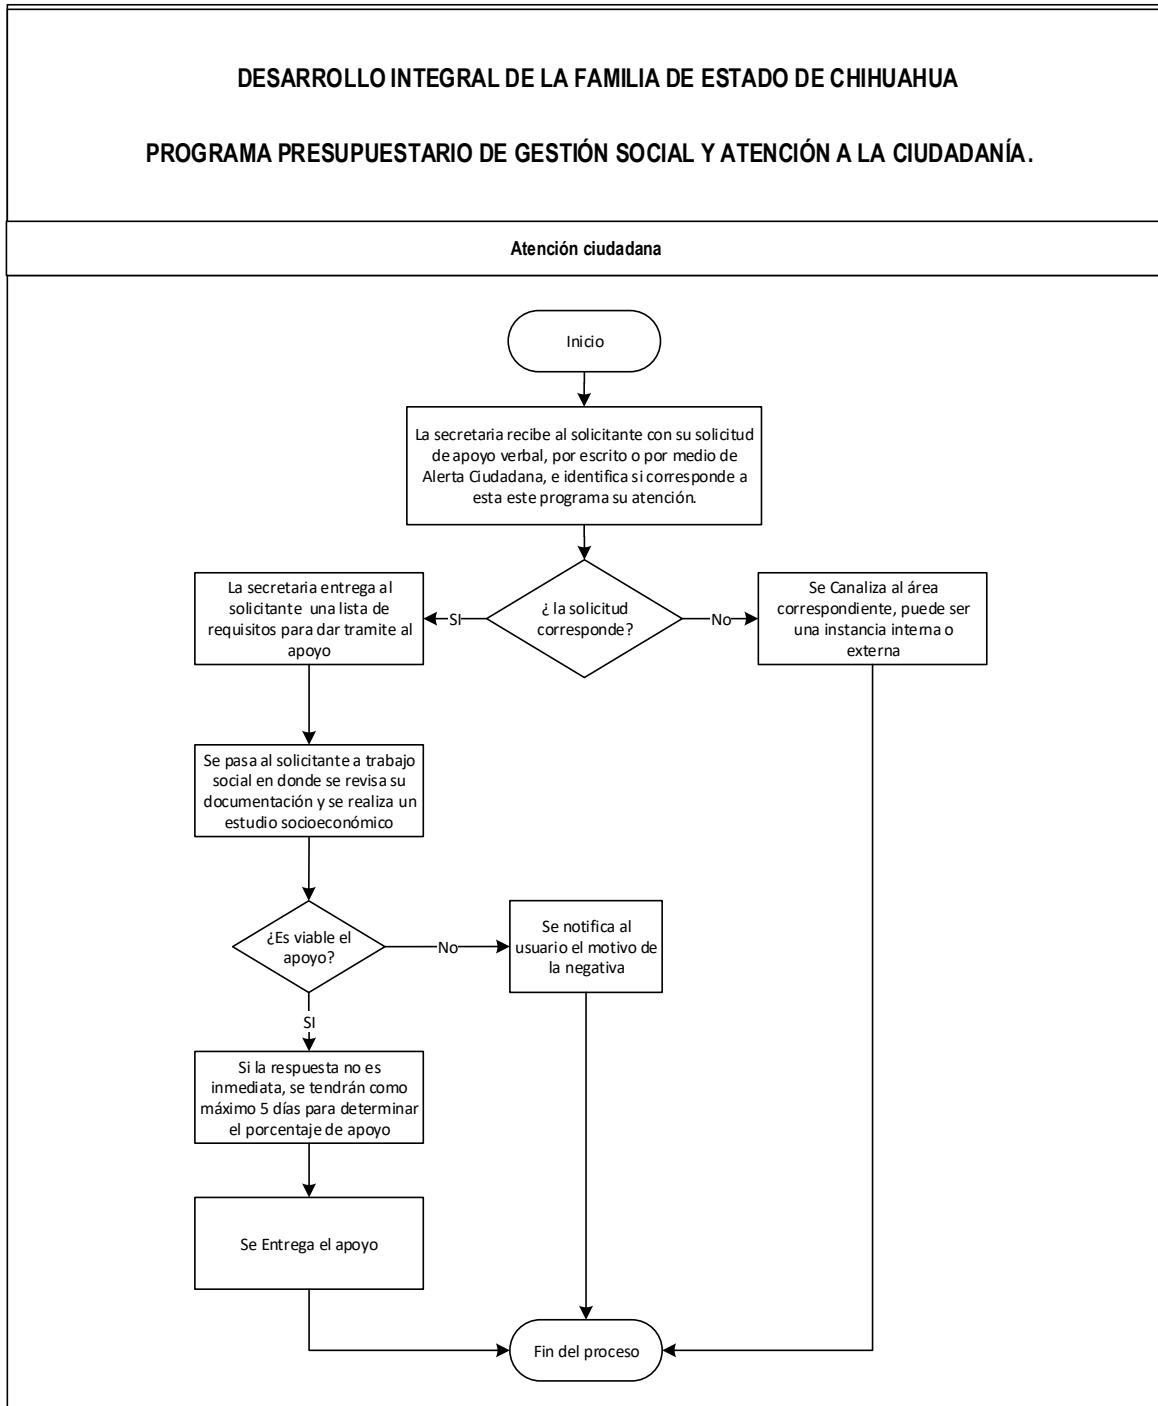 DESARROLLO INTEGRAL DE LA FAMILIA DE ESTADO DE CHIHUAHUA
PROGRAMA PRESUPUESTARIO DE GESTIÓN SOCIAL Y ATENCIÓN A LA CIUDADANÍA.
Atención ciudadana
Inicio
La secretaria recibe al solicitante con su solicitud
de apoyo verbal, por escrito o por medio de
Alerta Ciudadana, e identifica si corresponde a
esta este programa su atención.
¿ la solicitud
corresponde?
SI
No
La secretaria entrega al
solicitante una lista de
requisitos para dar tramite al
apoyo
Se Canaliza al área
correspondiente, puede ser
una instancia interna o
externa
Se pasa al solicitante a trabajo
social en donde se revisa su
documentación y se realiza un
estudio socioeconómico
¿Es viable el
apoyo?
No
Se notifica al
usuario el motivo de
la negativa
SI
Si la respuesta no es
inmediata, se tendrán como
máximo 5 días para determinar
el porcentaje de apoyo
Se Entrega el apoyo
Fin del proceso